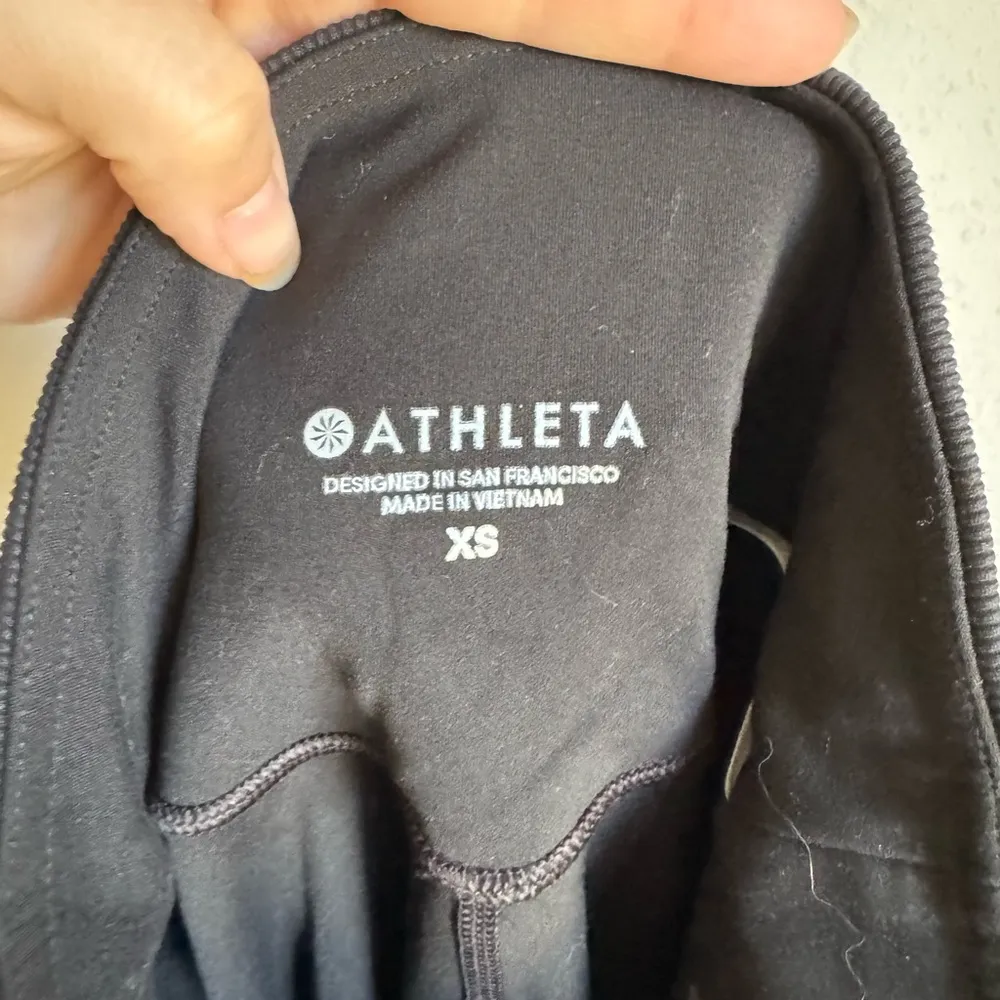 ATHLETA
DESIGNED IN SAN FRANCISCO
MADE IN VIETNAM
XS